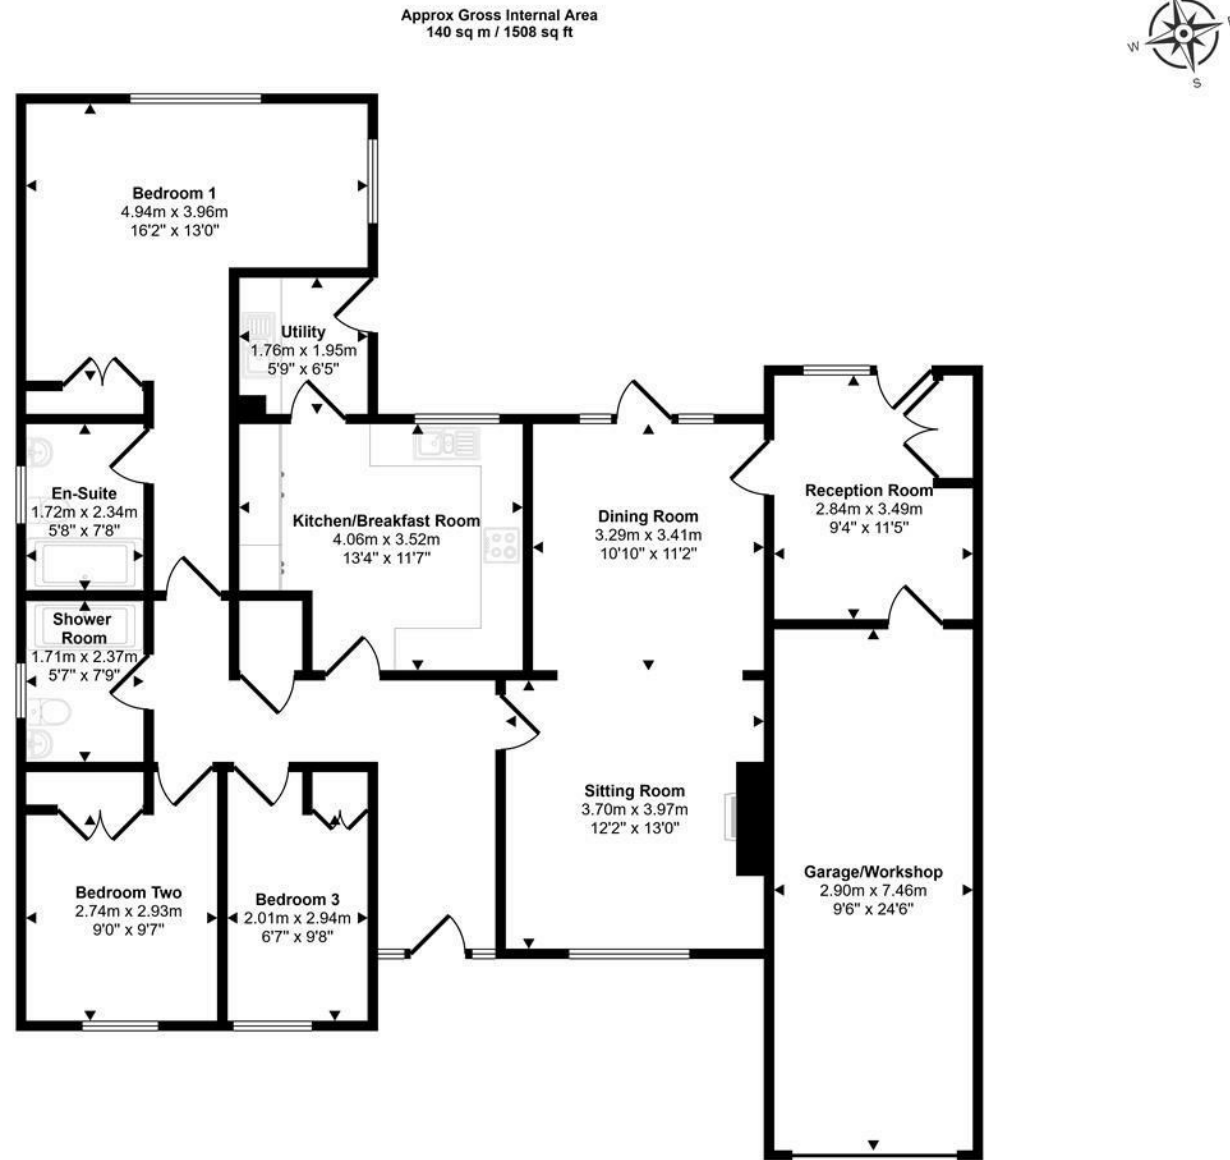 Approx Gross Internal Area
140 sq m / 1508 sq ft
W
S
Bedroom 1
4.94m x 3.96m
16'2" x 13'0"
Utility
1.76m x 1.95m
5'9" x 6'5"
En-Suite
1.72m x 2.34m
5'8" x 7'8"
Kitchen/Breakfast Room
4.06m x 3.52m
13'4" x 11'7"
Dining Room
3.29m x 3.41m
10'10" x 11'2"
Reception Room
2.84m x 3.49m
9'4" x 11'5"
Shower
Room
1.71m x 2.37m
5'7" x 7'9"
Sitting Room
3.70m x 3.97m
12'2" x 13'0"
Bedroom Two
2.74m x 2.93m
9'0" x 9'7"
Bedroom 3
2.01m x 2.94m
6'7" x 9'8"
Garage/Workshop
2.90m x 7.46m
9'6" x 24'6"